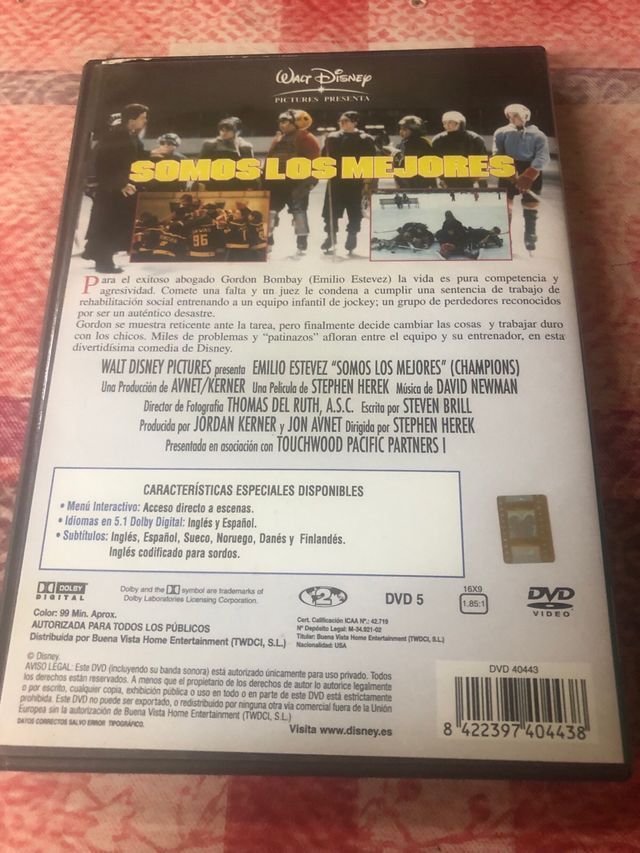 WALT DISNEY
PICTURES PRESENTA
SOMOS LOS MEJORES
96
Para el exitoso abogado Gordon Bombay (Emilio Estevez) la vida es pura competencia y
agresividad. Comete una falta y un juez le condena a cumplir una sentencia de trabajo de
rehabilitación social entrenando a un equipo infantil de jockey; un grupo de perdedores reconocidos
por ser un auténtico desastre.
Gordon se muestra reticente ante la tarea, pero finalmente decide cambiar las cosas y trabajar duro
con los chicos. Miles de problemas y "patinazos" afloran entre el equipo y su entrenador, en esta
divertidísima comedia de Disney.
WALT DISNEY PICTURES presenta EMILIO ESTEVEZ "SOMOS LOS MEJORES" (CHAMPIONS)
Una Producción de AVNET/KERNER Una Película de STEPHEN HEREK Música de DAVID NEWMAN
Director de Fotografía THOMAS DEL RUTH, A.S.C. Escrita por STEVEN BRILL
Producida por JORDAN KERNER y JON AVNET Dirigida por STEPHEN HEREK
Presentada en asociación con TOUCHWOOD PACIFIC PARTNERS I
CARACTERÍSTICAS ESPECIALES DISPONIBLES
• Menú Interactivo: Acceso directo a escenas.
• Idiomas en 5.1 Dolby Digital: Inglés y Español.
• Subtítulos: Inglés, Español, Sueco, Noruego, Danés y Finlandés.
Inglés codificado para sordos.
DOLBY
DIGITAL
Dolby and the symbol are trademarks of
Dolby Laboratories Licensing Corporation.
2
DVD 5
16X9
1.85:1
DVD
VIDEO
Color: 99 Min. Aprox.
AUTORIZADA PARA TODOS LOS PÚBLICOS
Distribuida por Buena Vista Home Entertainment (TWDCI, S.L.)
Cert. Calificación ICAA Nº.: 42.719
Nº Depósito Legal: M-34.921-02
Titular: Buena Vista Home Entertainment (TWDCI, S.L.)
Nacionalidad: USA
© Disney.
AVISO LEGAL: Este DVD (incluyendo su banda sonora) está autorizado únicamente para uso privado. Todos
los derechos están reservados. A menos que el propietario de los derechos de autor lo autorice legalmente
o por escrito, cualquier copia, exhibición pública o uso en todo o en parte de este DVD está estrictamente
prohibida. Este DVD no puede ser exportado, o redistribuido por ninguna otra vía comercial fuera de la Unión
Europea sin la autorización de Buena Vista Home Entertainment (TWDCI, S.L.)
DATOS CORRECTOS SALVO ERROR TIPOGRÁFICO.
Visita www.disney.es
DVD 40443
8 422397 404438